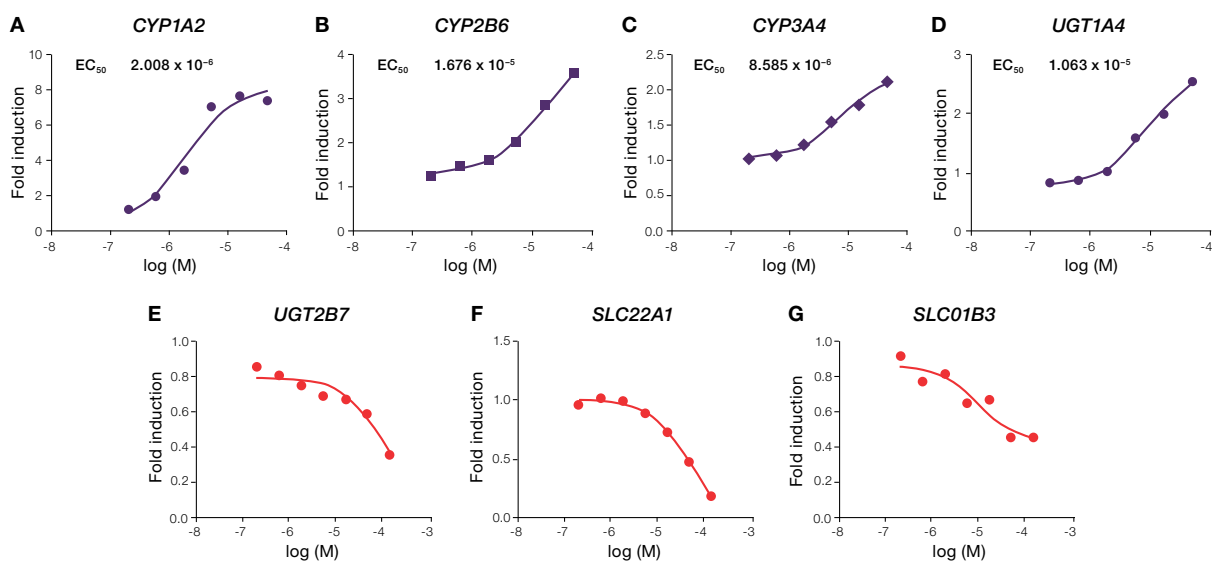 A CYP1A2
EC₅₀ 2.008 x 10⁻⁶
Fold induction
10
8
6
4
2
0
-8 -7 -6 -5 -4
log (M)
B CYP2B6
EC₅₀ 1.676 x 10⁻⁵
Fold induction
4
3
2
1
0
-8 -7 -6 -5 -4
log (M)
C CYP3A4
EC₅₀ 8.585 x 10⁻⁶
Fold induction
2.5
2.0
1.5
1.0
0.5
0.0
-8 -7 -6 -5 -4
log (M)
D UGT1A4
EC₅₀ 1.063 x 10⁻⁵
Fold induction
3
2
1
0
-8 -7 -6 -5 -4
log (M)
E UGT2B7
Fold induction
1.0
0.8
0.6
0.4
0.2
0.0
-8 -7 -6 -5 -4 -3
log (M)
F SLC22A1
Fold induction
1.5
1.0
0.5
0.0
-8 -7 -6 -5 -4 -3
log (M)
G SLC01B3
Fold induction
1.0
0.8
0.6
0.4
0.2
0.0
-8 -7 -6 -5 -4 -3
log (M)